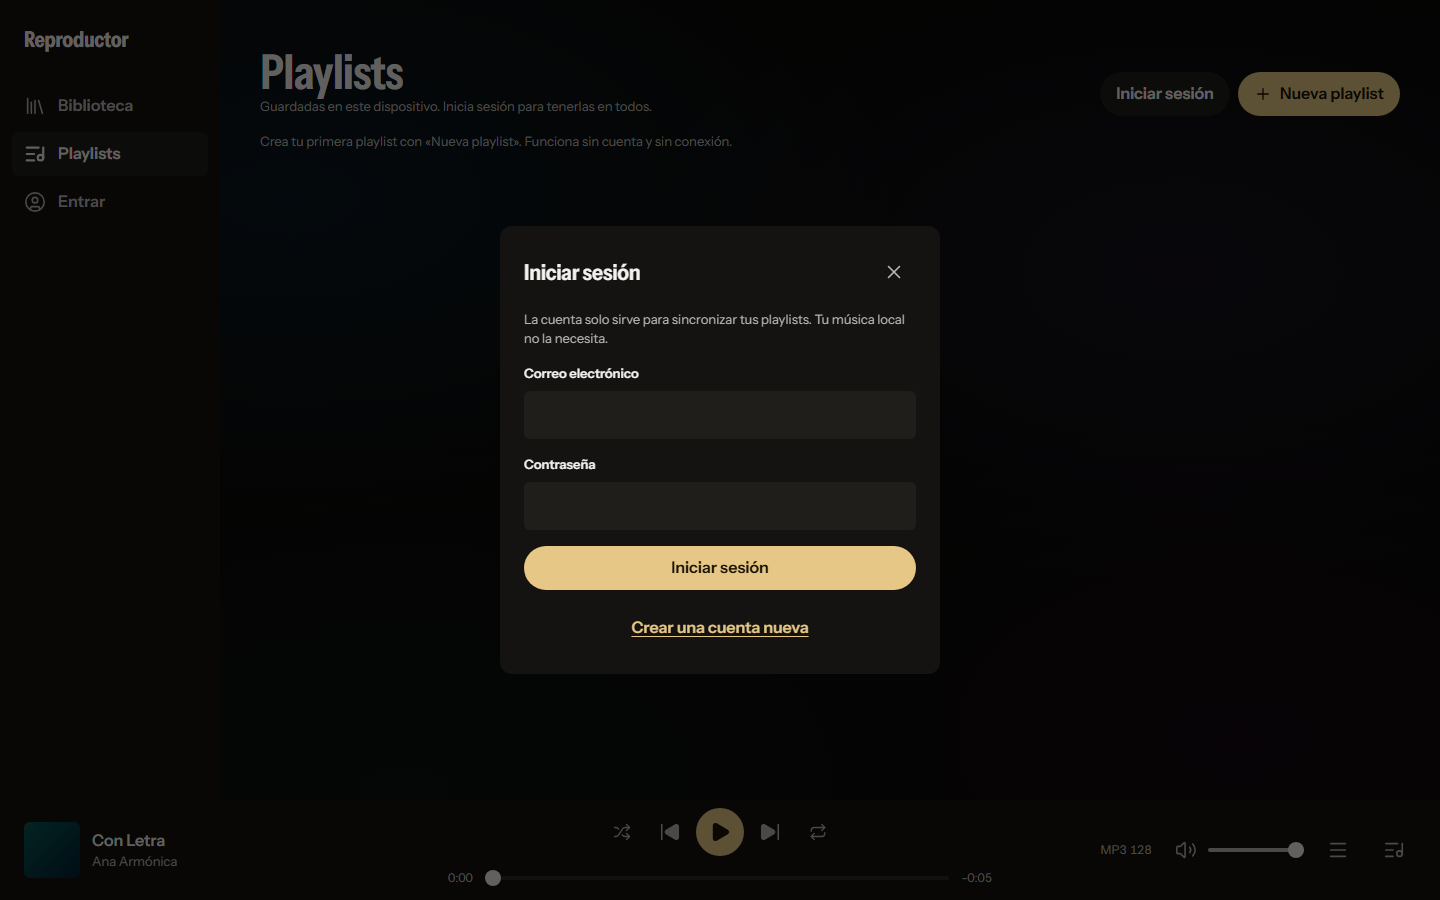 Reproductor
Biblioteca
Playlists
Entrar
Playlists
Guardadas en este dispositivo. Inicia sesión para tenerlas en todos.
Crea tu primera playlist con «Nueva playlist». Funciona sin cuenta y sin conexión.
Iniciar sesión
Nueva playlist
Iniciar sesión
La cuenta solo sirve para sincronizar tus playlists. Tu música local
no la necesita.
Correo electrónico
Contraseña
Iniciar sesión
Crear una cuenta nueva
Con Letra
Ana Armónica
0:00
-0:05
MP3 128